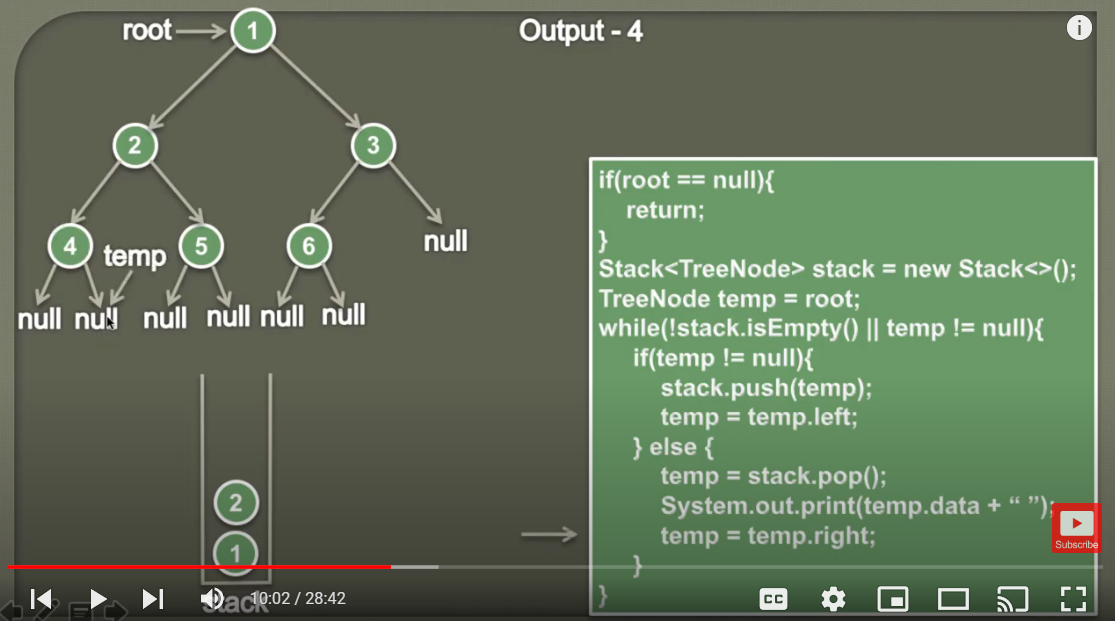 root
1
Output - 4
i
2
3
4
temp
5
6
null
null
null
null
null
null
null
if(root == null){
return;
}
Stack<TreeNode> stack = new Stack<>();
TreeNode temp = root;
while(!stack.isEmpty() || temp != null){
if(temp != null){
stack.push(temp);
temp = temp.left;
} else {
temp = stack.pop();
System.out.print(temp.data + “ ”);
temp = temp.right;
}
}
2
1
stack
Subscribe
10:02 / 28:42
CC